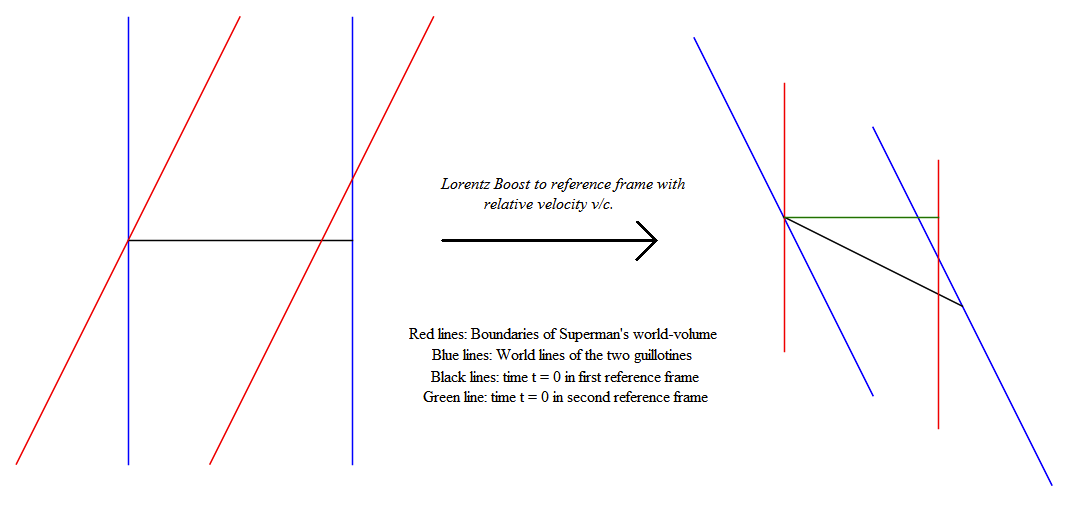 Lorentz Boost to reference frame with
relative velocity v/c.
Red lines: Boundaries of Superman's world-volume
Blue lines: World lines of the two guillotines
Black lines: time t = 0 in first reference frame
Green line: time t = 0 in second reference frame